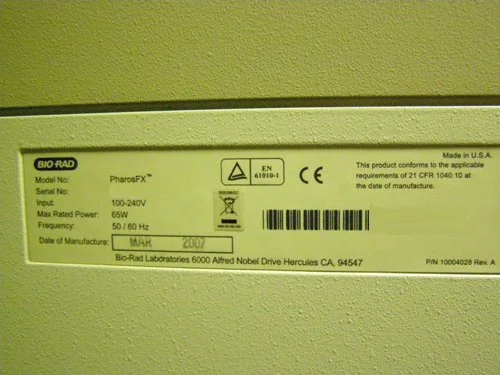 BIO-RAD
Model No: PharosFX™
Serial No:
Input: 100-240V
Max Rated Power: 65W
Frequency: 50 / 60 Hz
Date of Manufacture: MAR 2007
Bio-Rad Laboratories 6000 Alfred Nobel Drive Hercules CA, 94547
EN
61010-1
CE
Made in U.S.A.
This product conforms to the applicable
requirements of 21 CFR 1040.10 at
the date of manufacture.
P/N 10004028 Rev. A